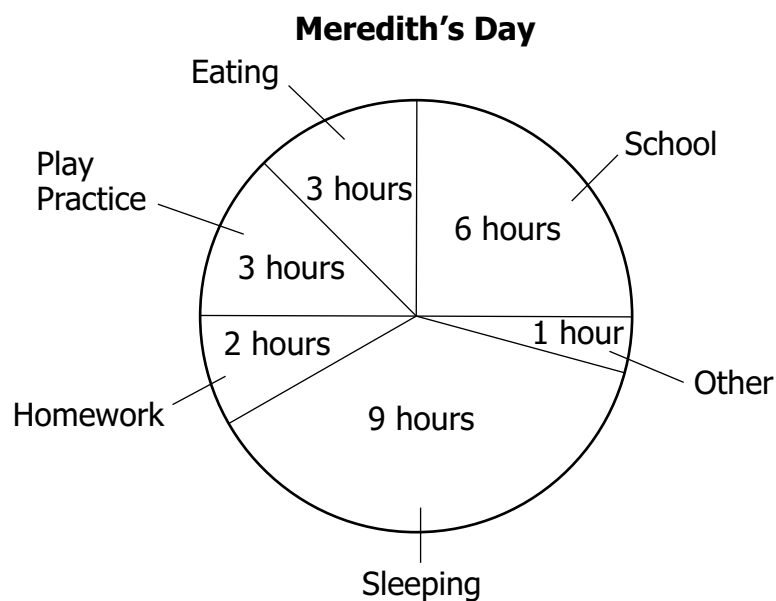 Meredith’s Day
Eating
School
Play
Practice
3 hours
6 hours
3 hours
1 hour
2 hours
Other
Homework
9 hours
Sleeping